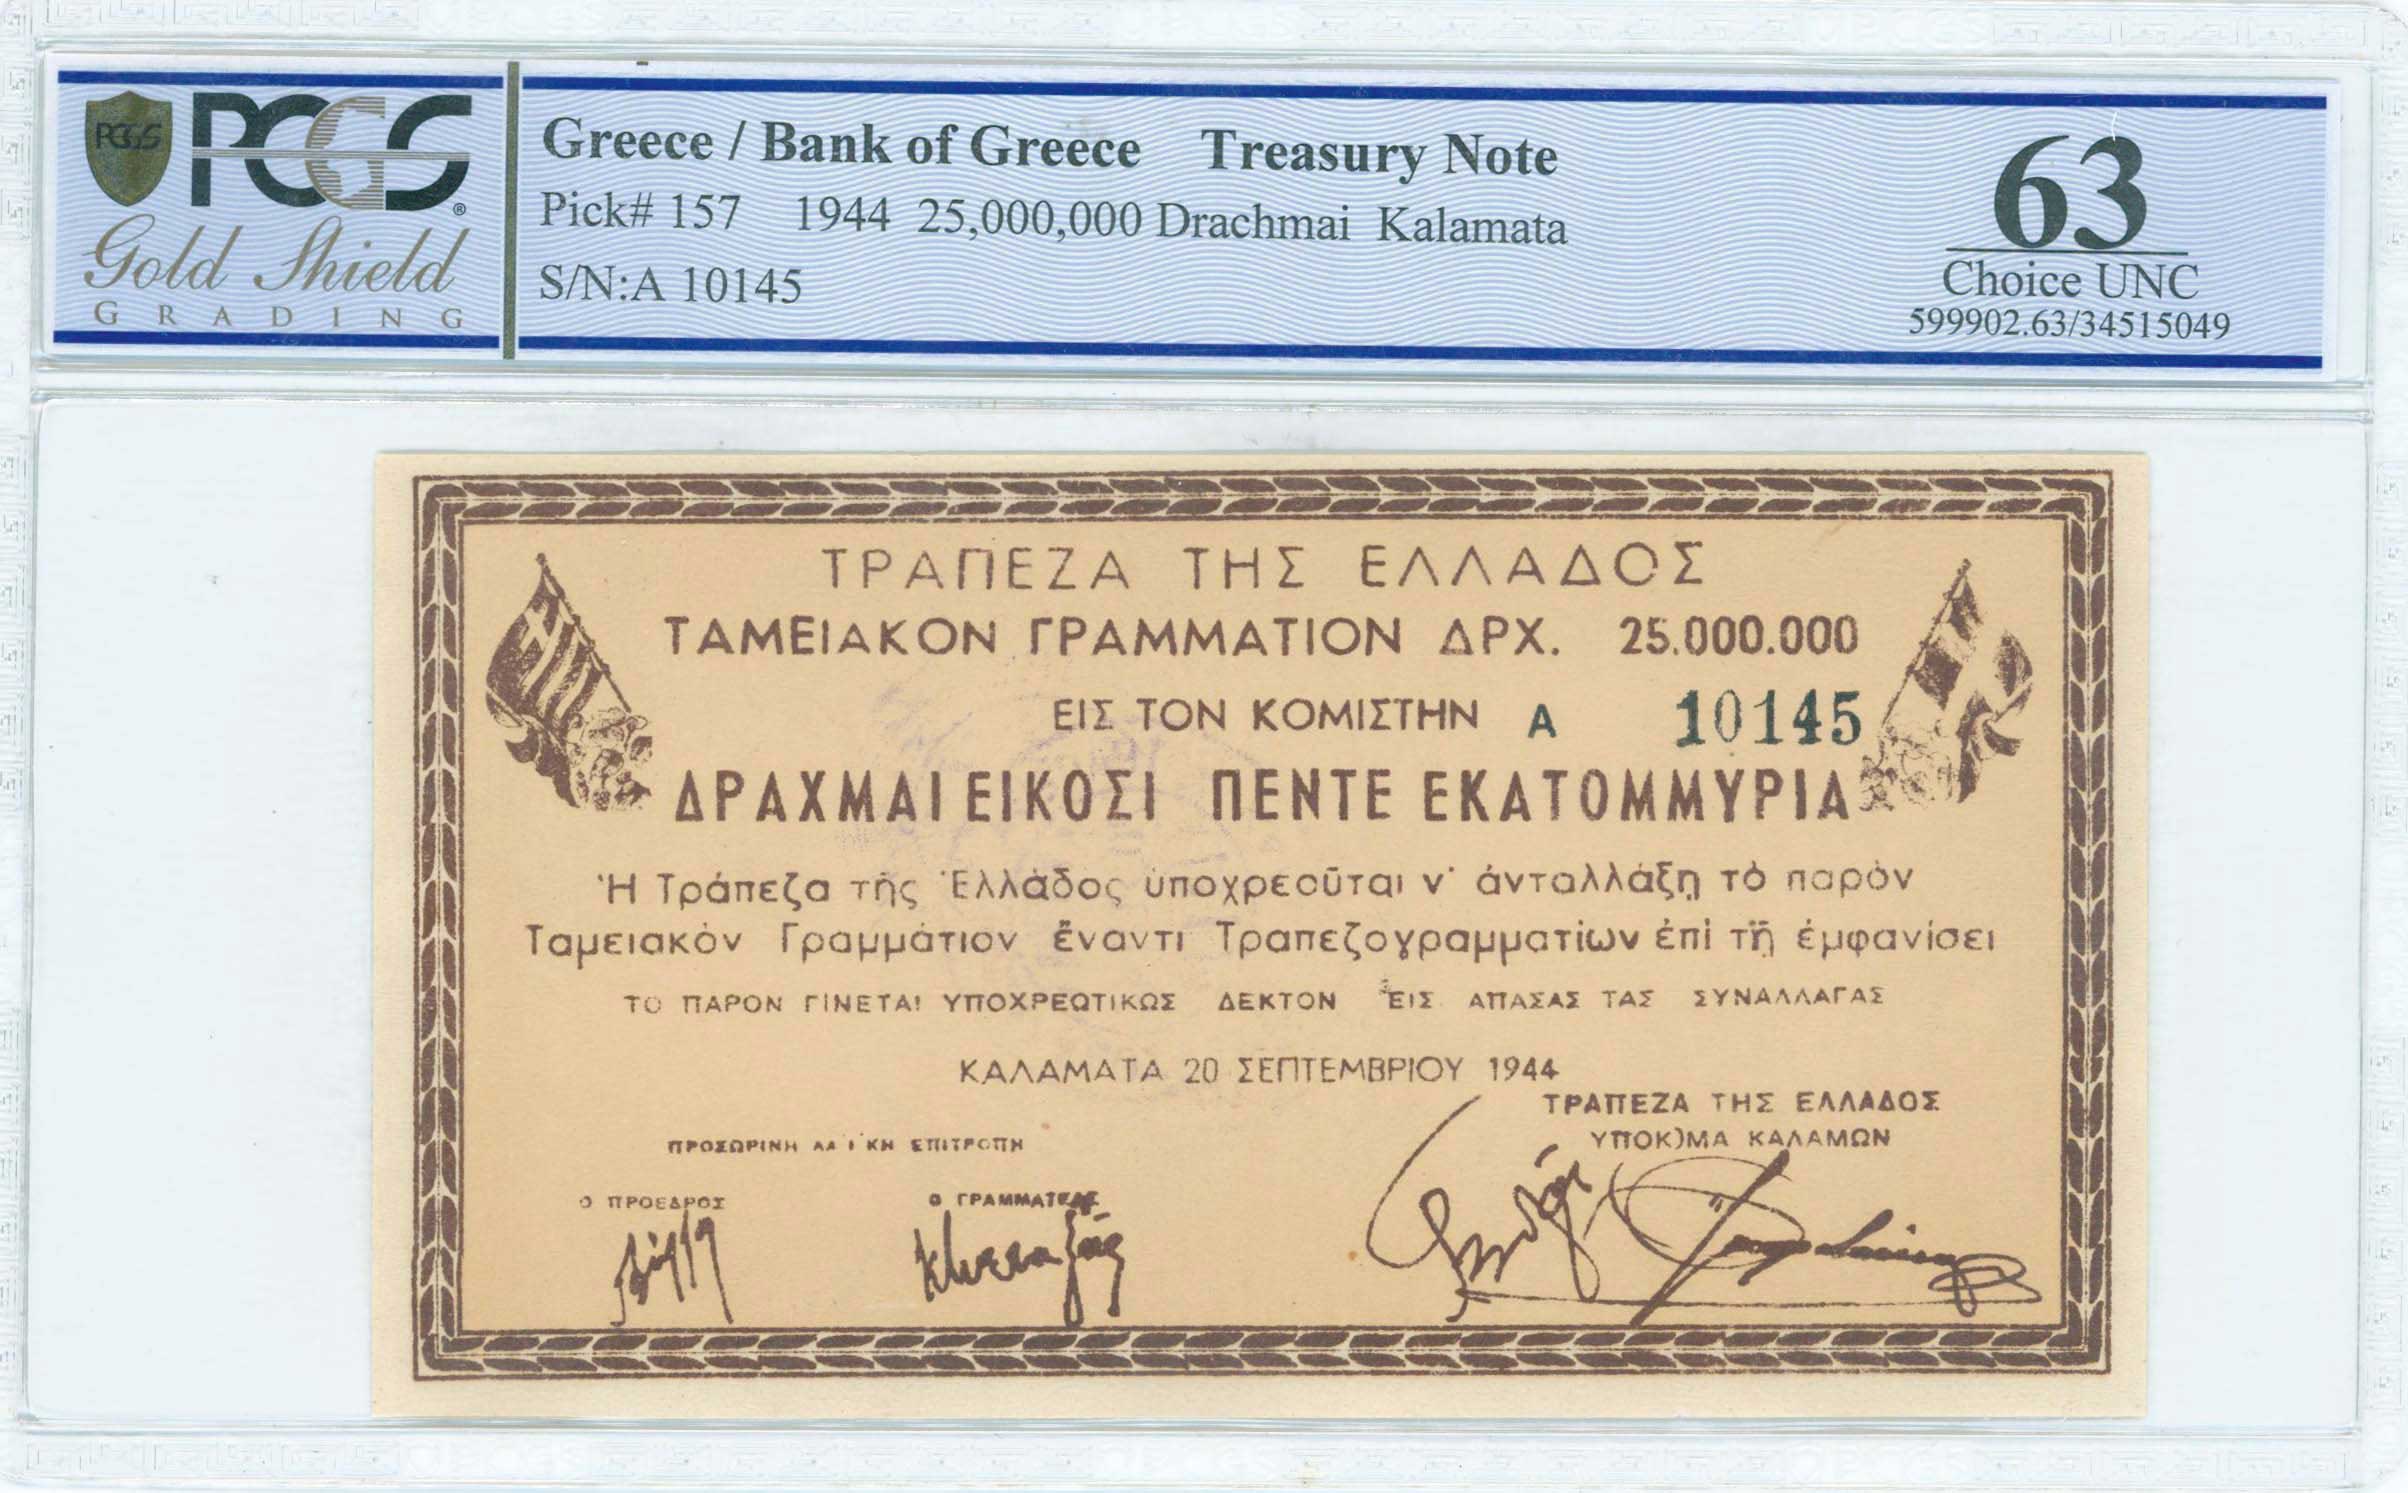 PCGS
PCGS
Gold Shield
GRADING
Greece / Bank of Greece Treasury Note
Pick# 157 1944 25,000,000 Drachmai Kalamata
S/N:A 10145
63
Choice UNC
599902.63/34515049
ΤΡΑΠΕΖΑ ΤΗΣ ΕΛΛΑΔΟΣ
ΤΑΜΕΙΑΚΟΝ ΓΡΑΜΜΑΤΙΟΝ ΔΡΧ. 25.000.000
ΕΙΣ ΤΟΝ ΚΟΜΙΣΤΗΝ Α 10145
ΔΡΑΧΜΑΙ ΕΙΚΟΣΙ ΠΕΝΤΕ ΕΚΑΤΟΜΜΥΡΙΑ
Ἡ Τράπεζα τῆς Ἑλλάδος ὑποχρεοῦται ν' ἀνταλλάξῃ τὸ παρὸν
Ταμειακὸν Γραμμάτιον ἔναντι Τραπεζογραμματίων ἐπὶ τῇ ἐμφανίσει
ΤΟ ΠΑΡΟΝ ΓΙΝΕΤΑΙ ΥΠΟΧΡΕΩΤΙΚΩΣ ΔΕΚΤΟΝ ΕΙΣ ΑΠΑΣΑΣ ΤΑΣ ΣΥΝΑΛΛΑΓΑΣ
ΚΑΛΑΜΑΤΑ 20 ΣΕΠΤΕΜΒΡΙΟΥ 1944
ΤΡΑΠΕΖΑ ΤΗΣ ΕΛΛΑΔΟΣ
ΥΠΟΚ)ΜΑ ΚΑΛΑΜΩΝ
ΠΡΟΣΩΡΙΝΗ ΛΑΪΚΗ ΕΠΙΤΡΟΠΗ
Ο ΠΡΟΕΔΡΟΣ Ο ΓΡΑΜΜΑΤΕΑΣ